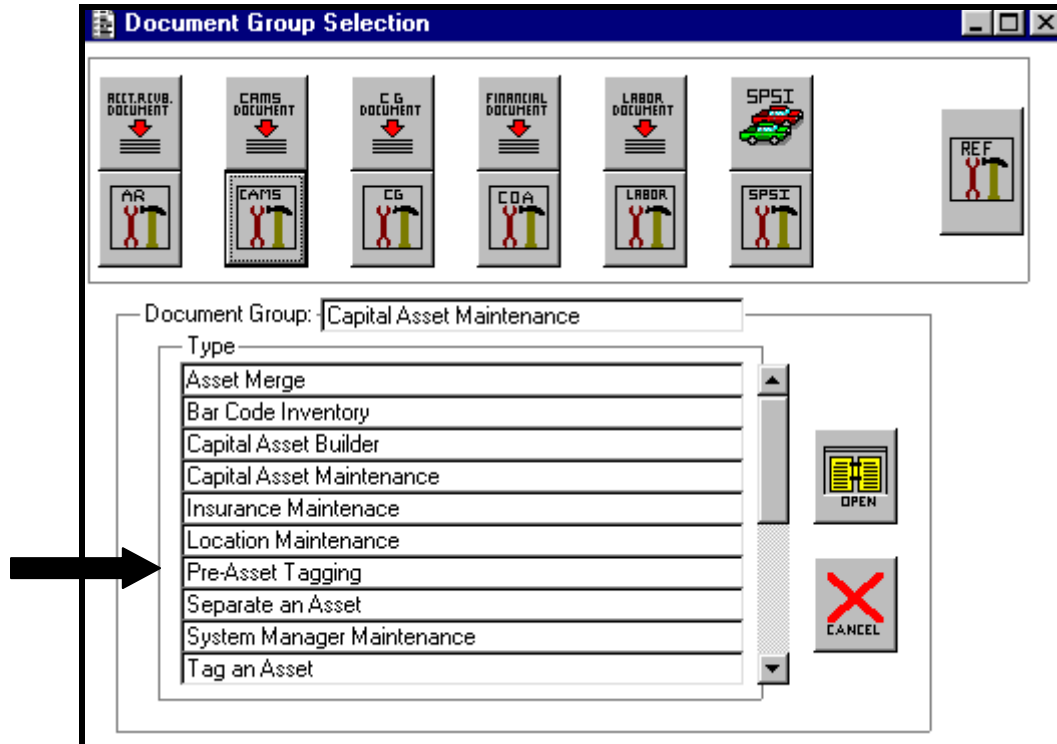 Document Group Selection
ACCT.RCVB. DOCUMENT
CAMS DOCUMENT
C G DOCUMENT
FINANCIAL DOCUMENT
LABOR DOCUMENT
SPSI
AR
CAMS
CG
COA
LABOR
SPSI
REF
Document Group:
Capital Asset Maintenance
Type
Asset Merge
Bar Code Inventory
Capital Asset Builder
Capital Asset Maintenance
Insurance Maintenace
Location Maintenance
Pre-Asset Tagging
Separate an Asset
System Manager Maintenance
Tag an Asset
OPEN
CANCEL